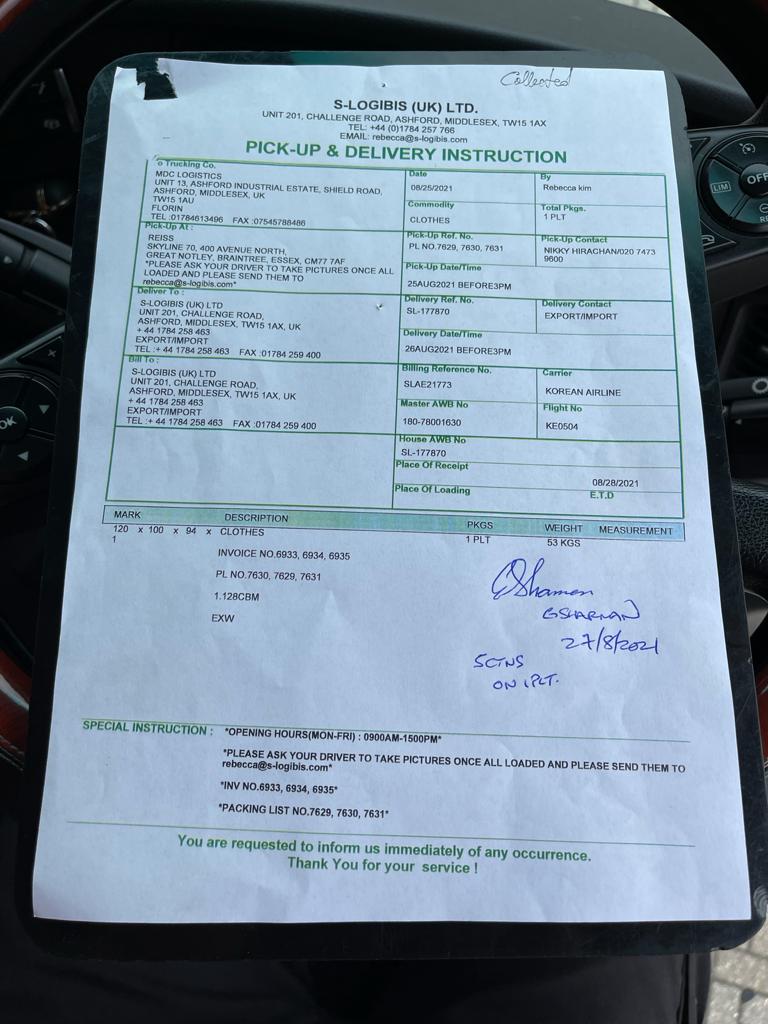 Collected
S-LOGIBIS (UK) LTD.
UNIT 201, CHALLENGE ROAD, ASHFORD, MIDDLESEX, TW15 1AX
TEL: +44 (0)1784 257 766
EMAIL: rebecca@s-logibis.com
PICK-UP & DELIVERY INSTRUCTION
o Trucking Co.
MDC LOGISTICS
UNIT 13, ASHFORD INDUSTRIAL ESTATE, SHIELD ROAD,
ASHFORD, MIDDLESEX, UK
TW15 1AU
FLORIN
TEL :01784613496 FAX :07545788486
Date
08/25/2021
By
Rebecca kim
Commodity
CLOTHES
Total Pkgs.
1 PLT
Pick-Up At :
REISS
SKYLINE 70, 400 AVENUE NORTH,
GREAT NOTLEY, BRAINTREE, ESSEX, CM77 7AF
*PLEASE ASK YOUR DRIVER TO TAKE PICTURES ONCE ALL
LOADED AND PLEASE SEND THEM TO
rebecca@s-logibis.com*
Pick-Up Ref. No.
PL NO.7629, 7630, 7631
Pick-Up Contact
NIKKY HIRACHAN/020 7473
9600
Pick-Up Date/Time
25AUG2021 BEFORE3PM
Deliver To :
S-LOGIBIS (UK) LTD
UNIT 201, CHALLENGE ROAD,
ASHFORD, MIDDLESEX, TW15 1AX, UK
+ 44 1784 258 463
EXPORT/IMPORT
TEL :+ 44 1784 258 463 FAX :01784 259 400
Delivery Ref. No.
SL-177870
Delivery Contact
EXPORT/IMPORT
Delivery Date/Time
26AUG2021 BEFORE3PM
Bill To :
S-LOGIBIS (UK) LTD
UNIT 201, CHALLENGE ROAD,
ASHFORD, MIDDLESEX, TW15 1AX, UK
+ 44 1784 258 463
EXPORT/IMPORT
TEL :+ 44 1784 258 463 FAX :01784 259 400
Billing Reference No.
SLAE21773
Carrier
KOREAN AIRLINE
Master AWB No
180-78001630
Flight No
KE0504
House AWB No
SL-177870
Place Of Receipt
08/28/2021
Place Of Loading
E.T.D
MARK DESCRIPTION PKGS WEIGHT MEASUREMENT
120 x 100 x 94 x CLOTHES 1 PLT 53 KGS
1
INVOICE NO.6933, 6934, 6935
PL NO.7630, 7629, 7631
1.128CBM
EXW
GSHARMAN
27/8/2021
5CTNS
ON 1PLT.
SPECIAL INSTRUCTION : *OPENING HOURS(MON-FRI) : 0900AM-1500PM*
*PLEASE ASK YOUR DRIVER TO TAKE PICTURES ONCE ALL LOADED AND PLEASE SEND THEM TO
rebecca@s-logibis.com*
*INV NO.6933, 6934, 6935*
*PACKING LIST NO.7629, 7630, 7631*
You are requested to inform us immediately of any occurrence.
Thank You for your service !
OFF
LIM
OK